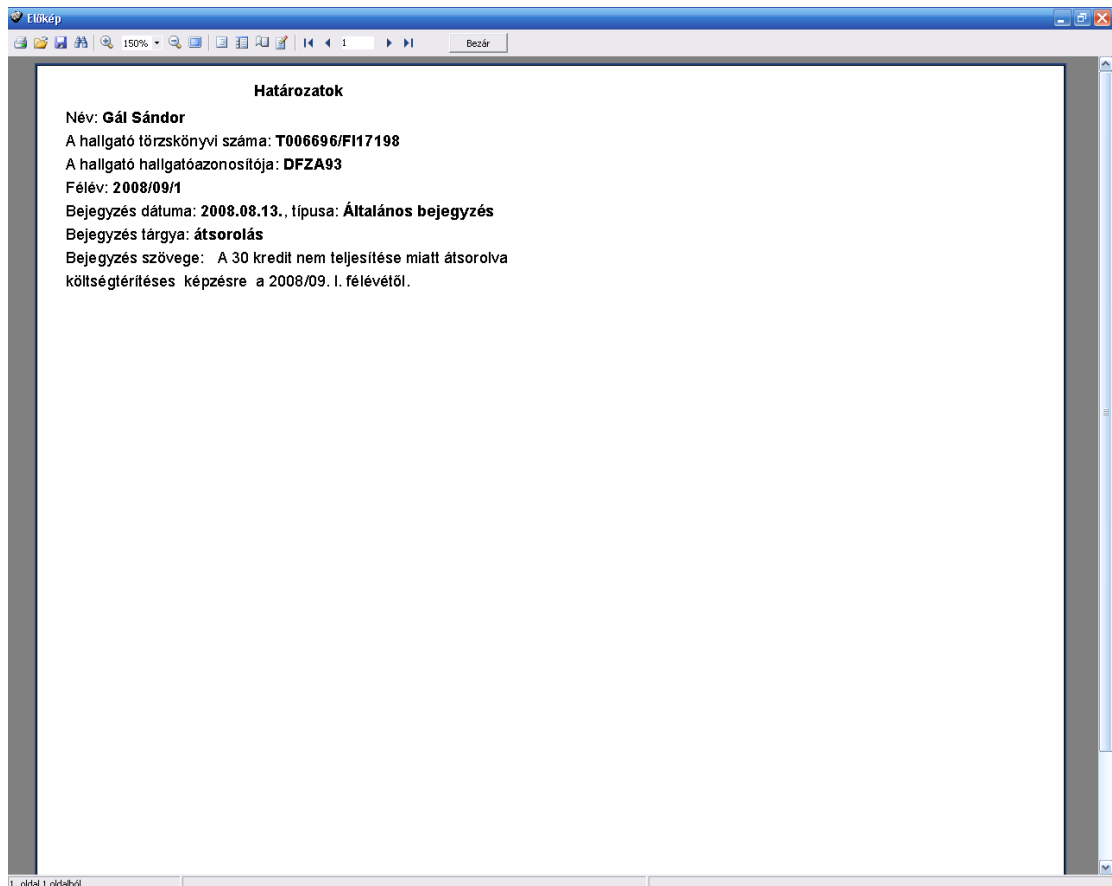 Előkép
150%
1
Bezár
Határozatok
Név: Gál Sándor
A hallgató törzskönyvi száma: T006696/FI17198
A hallgató hallgatóazonosítója: DFZA93
Félév: 2008/09/1
Bejegyzés dátuma: 2008.08.13., típusa: Általános bejegyzés
Bejegyzés tárgya: átsorolás
Bejegyzés szövege: A 30 kredit nem teljesítése miatt átsorolva
költségtérítéses képzésre a 2008/09. I. félévétõl.
1. oldal 1 oldalból